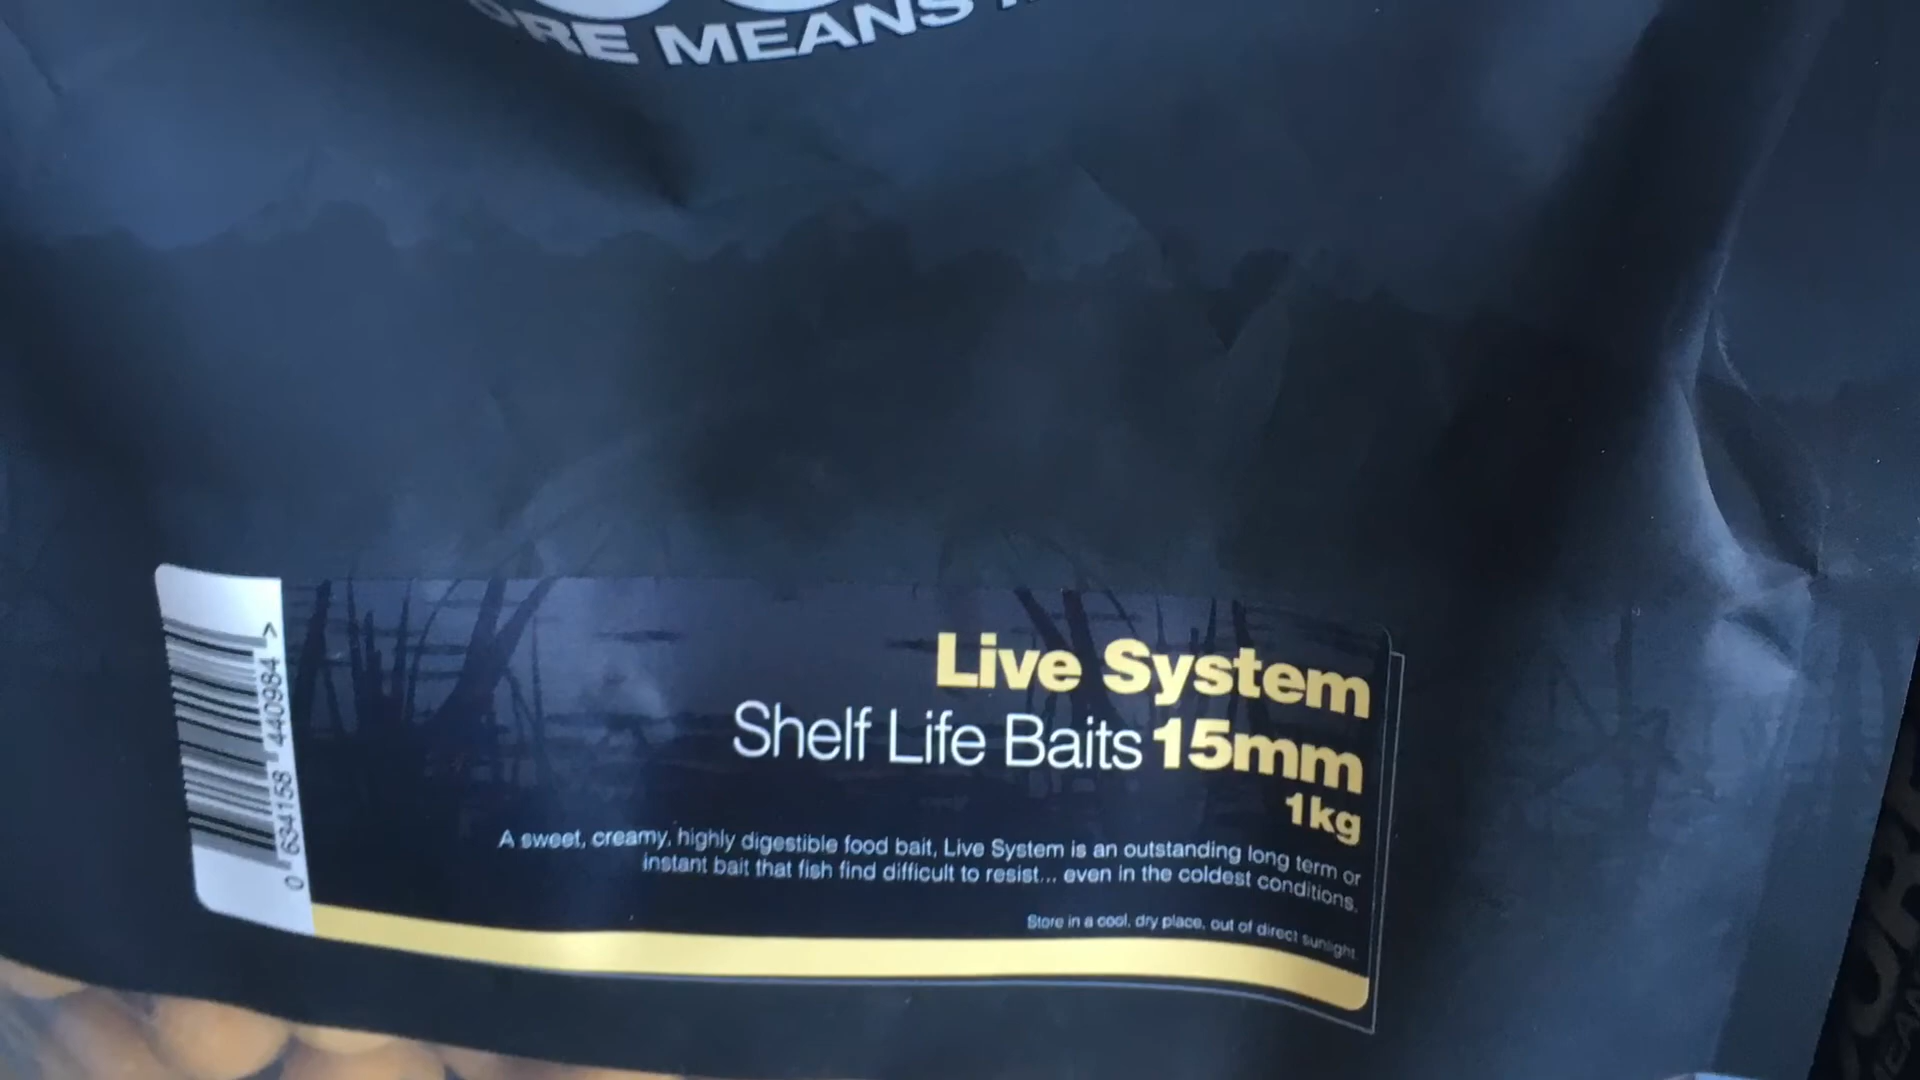 RE MEANS
Live System
Shelf Life Baits 15mm
1kg
A sweet, creamy, highly digestible food bait, Live System is an outstanding long term or
instant bait that fish find difficult to resist... even in the coldest conditions.
Store in a cool, dry place, out of direct sunlight
0 634158 440984 >